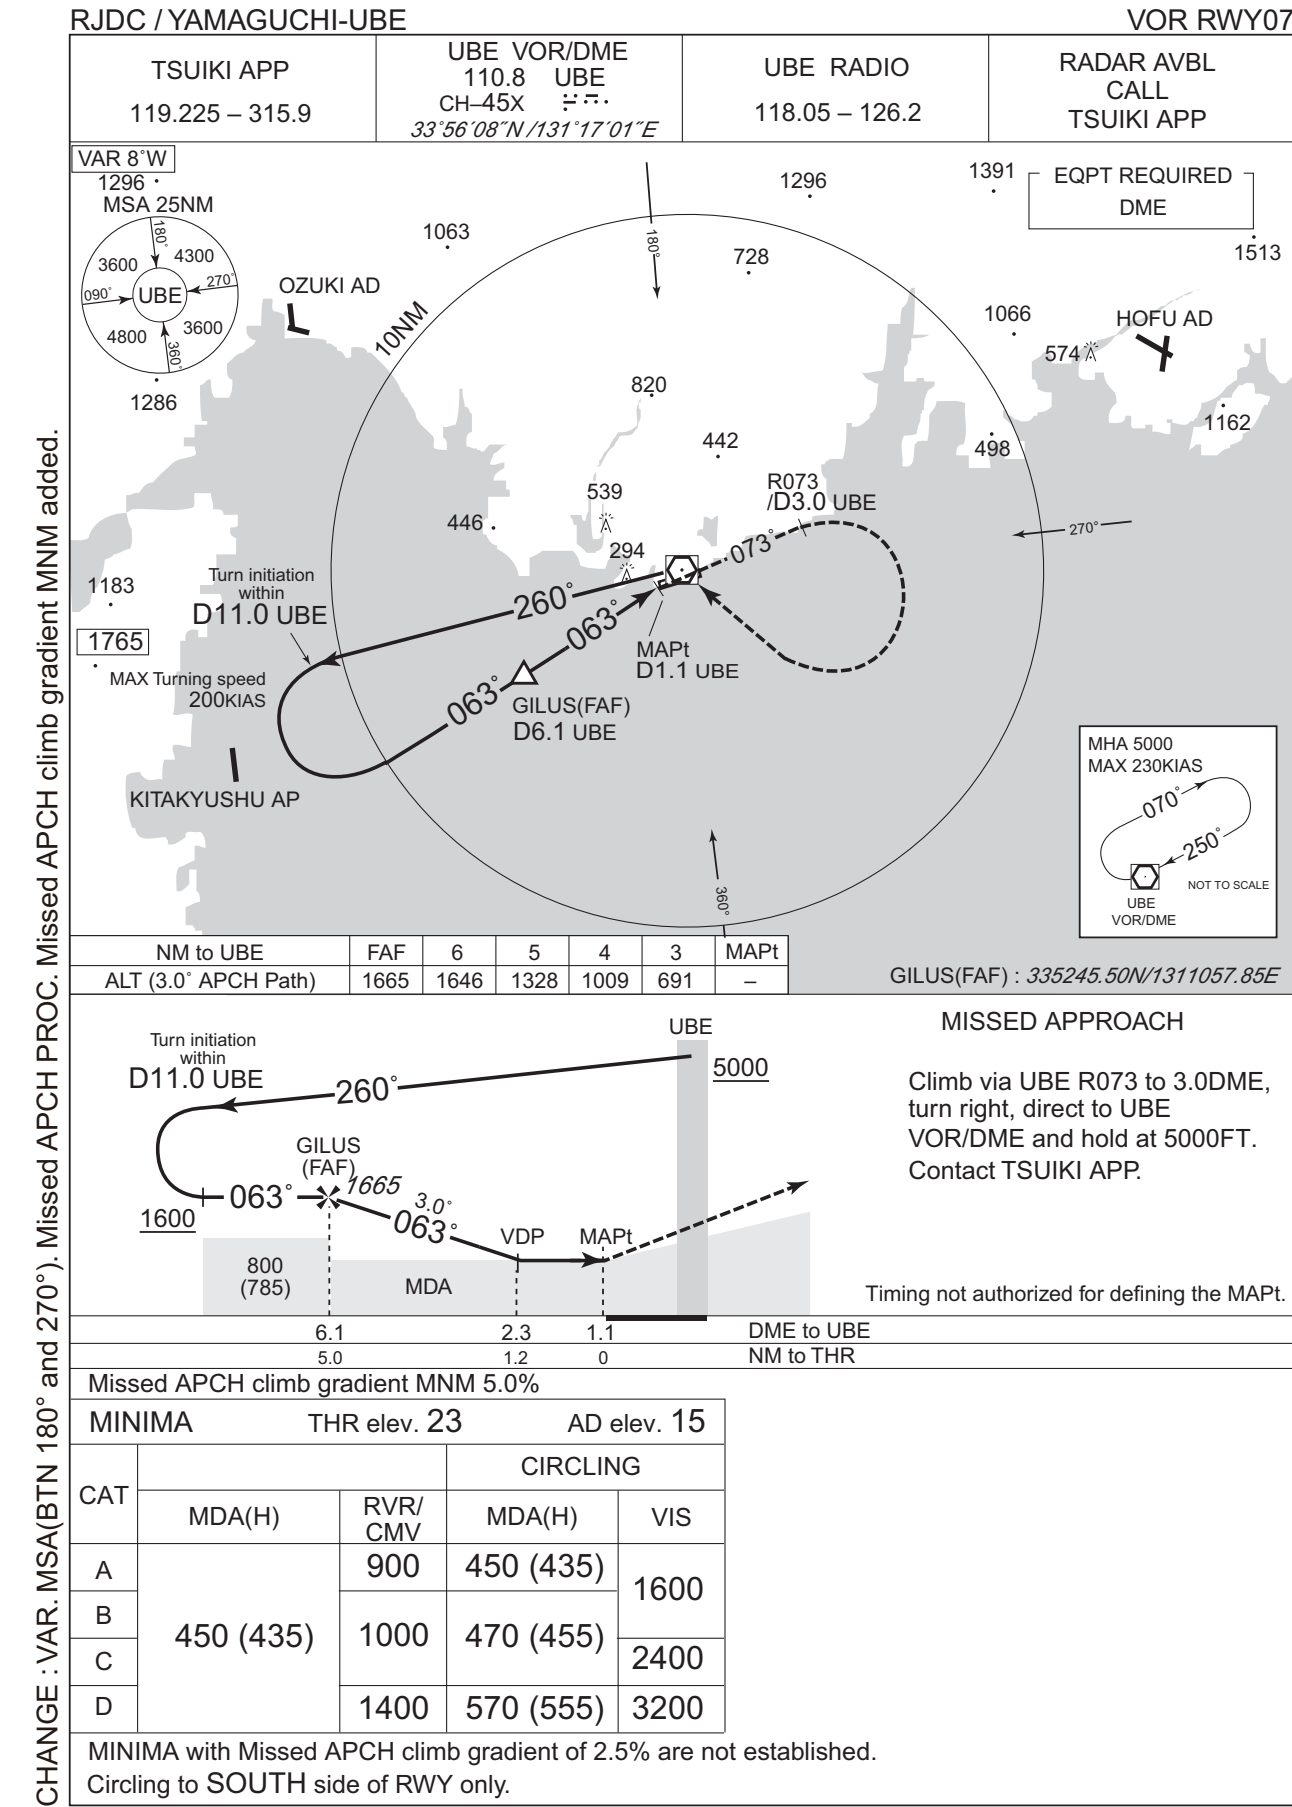 RJDC / YAMAGUCHI-UBE
VOR RWY07
TSUIKI APP
119.225 – 315.9
UBE VOR/DME
110.8 UBE
CH–45X
33°56′08″N /131°17′01″E
UBE RADIO
118.05 – 126.2
RADAR AVBL
CALL
TSUIKI APP
VAR 8°W
1296
MSA 25NM
180°
3600
4300
090°
UBE
270°
4800
3600
360°
1286
EQPT REQUIRED
DME
1391
1296
1513
1063
728
180°
OZUKI AD
10NM
1066
HOFU AD
574
820
1162
442
498
R073
/D3.0 UBE
539
446
270°
073°
294
1183
Turn initiation
within
D11.0 UBE
260°
063°
1765
MAPt
D1.1 UBE
MAX Turning speed
200KIAS
063°
GILUS(FAF)
D6.1 UBE
KITAKYUSHU AP
MHA 5000
MAX 230KIAS
070°
250°
NOT TO SCALE
UBE
VOR/DME
360°
NM to UBE FAF 6 5 4 3 MAPt
ALT (3.0° APCH Path) 1665 1646 1328 1009 691 –
GILUS(FAF) : 335245.50N/1311057.85E
UBE
5000
Turn initiation
within
D11.0 UBE
260°
GILUS
(FAF)
1665
063°
3.0°
063°
1600
VDP
MAPt
800
(785)
MDA
MISSED APPROACH
Climb via UBE R073 to 3.0DME,
turn right, direct to UBE
VOR/DME and hold at 5000FT.
Contact TSUIKI APP.
Timing not authorized for defining the MAPt.
6.1 2.3 1.1 DME to UBE
5.0 1.2 0 NM to THR
Missed APCH climb gradient MNM 5.0%
MINIMA THR elev. 23 AD elev. 15
CAT
CIRCLING
MDA(H)
RVR/
CMV
MDA(H)
VIS
A
900
450 (435)
1600
B
450 (435)
1000
470 (455)
C
2400
D
1400
570 (555)
3200
MINIMA with Missed APCH climb gradient of 2.5% are not established.
Circling to SOUTH side of RWY only.
CHANGE : VAR. MSA(BTN 180° and 270°). Missed APCH PROC. Missed APCH climb gradient MNM added.